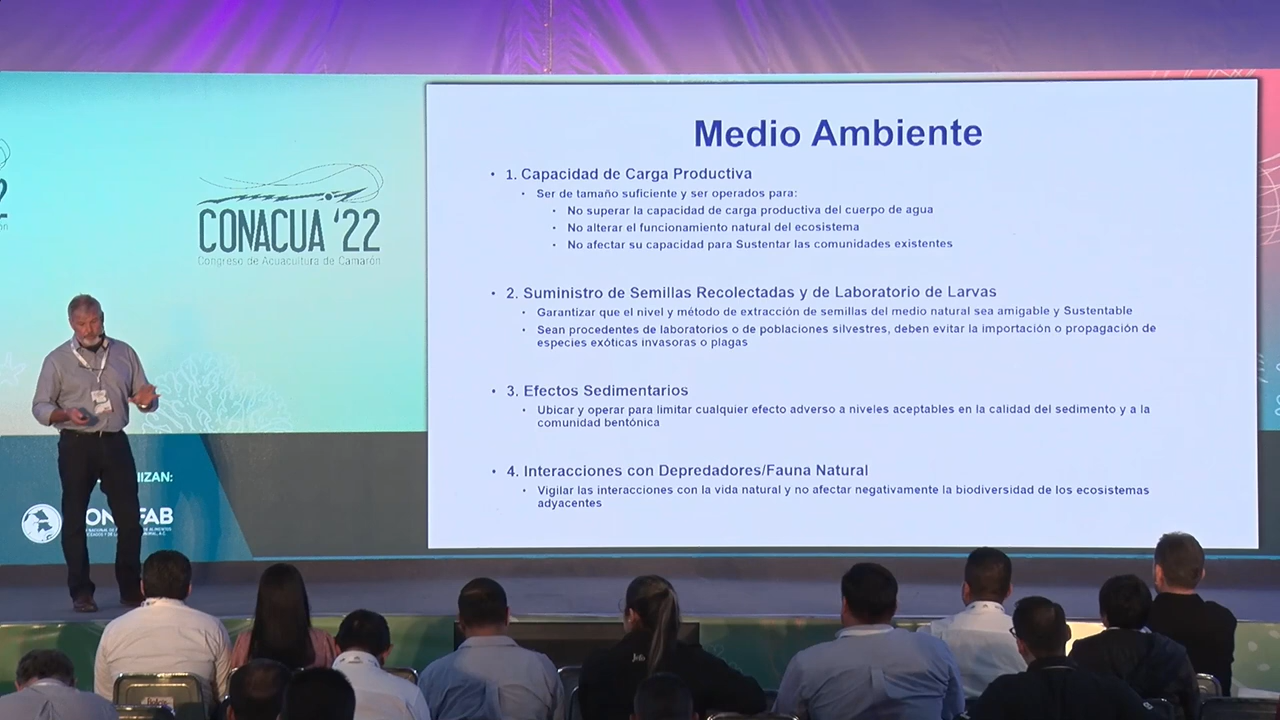 Medio Ambiente
• 1. Capacidad de Carga Productiva
• Ser de tamaño suficiente y ser operados para:
• No superar la capacidad de carga productiva del cuerpo de agua
• No alterar el funcionamiento natural del ecosistema
• No afectar su capacidad para Sustentar las comunidades existentes
• 2. Suministro de Semillas Recolectadas y de Laboratorio de Larvas
• Garantizar que el nivel y método de extracción de semillas del medio natural sea amigable y Sustentable
• Sean procedentes de laboratorios o de poblaciones silvestres, deben evitar la importación o propagación de
especies exóticas invasoras o plagas
• 3. Efectos Sedimentarios
• Ubicar y operar para limitar cualquier efecto adverso a niveles aceptables en la calidad del sedimento y a la
comunidad bentónica
• 4. Interacciones con Depredadores/Fauna Natural
• Vigilar las interacciones con la vida natural y no afectar negativamente la biodiversidad de los ecosistemas
adyacentes
CONACUA '22
Congreso de Acuacultura de Camarón
IZAN: